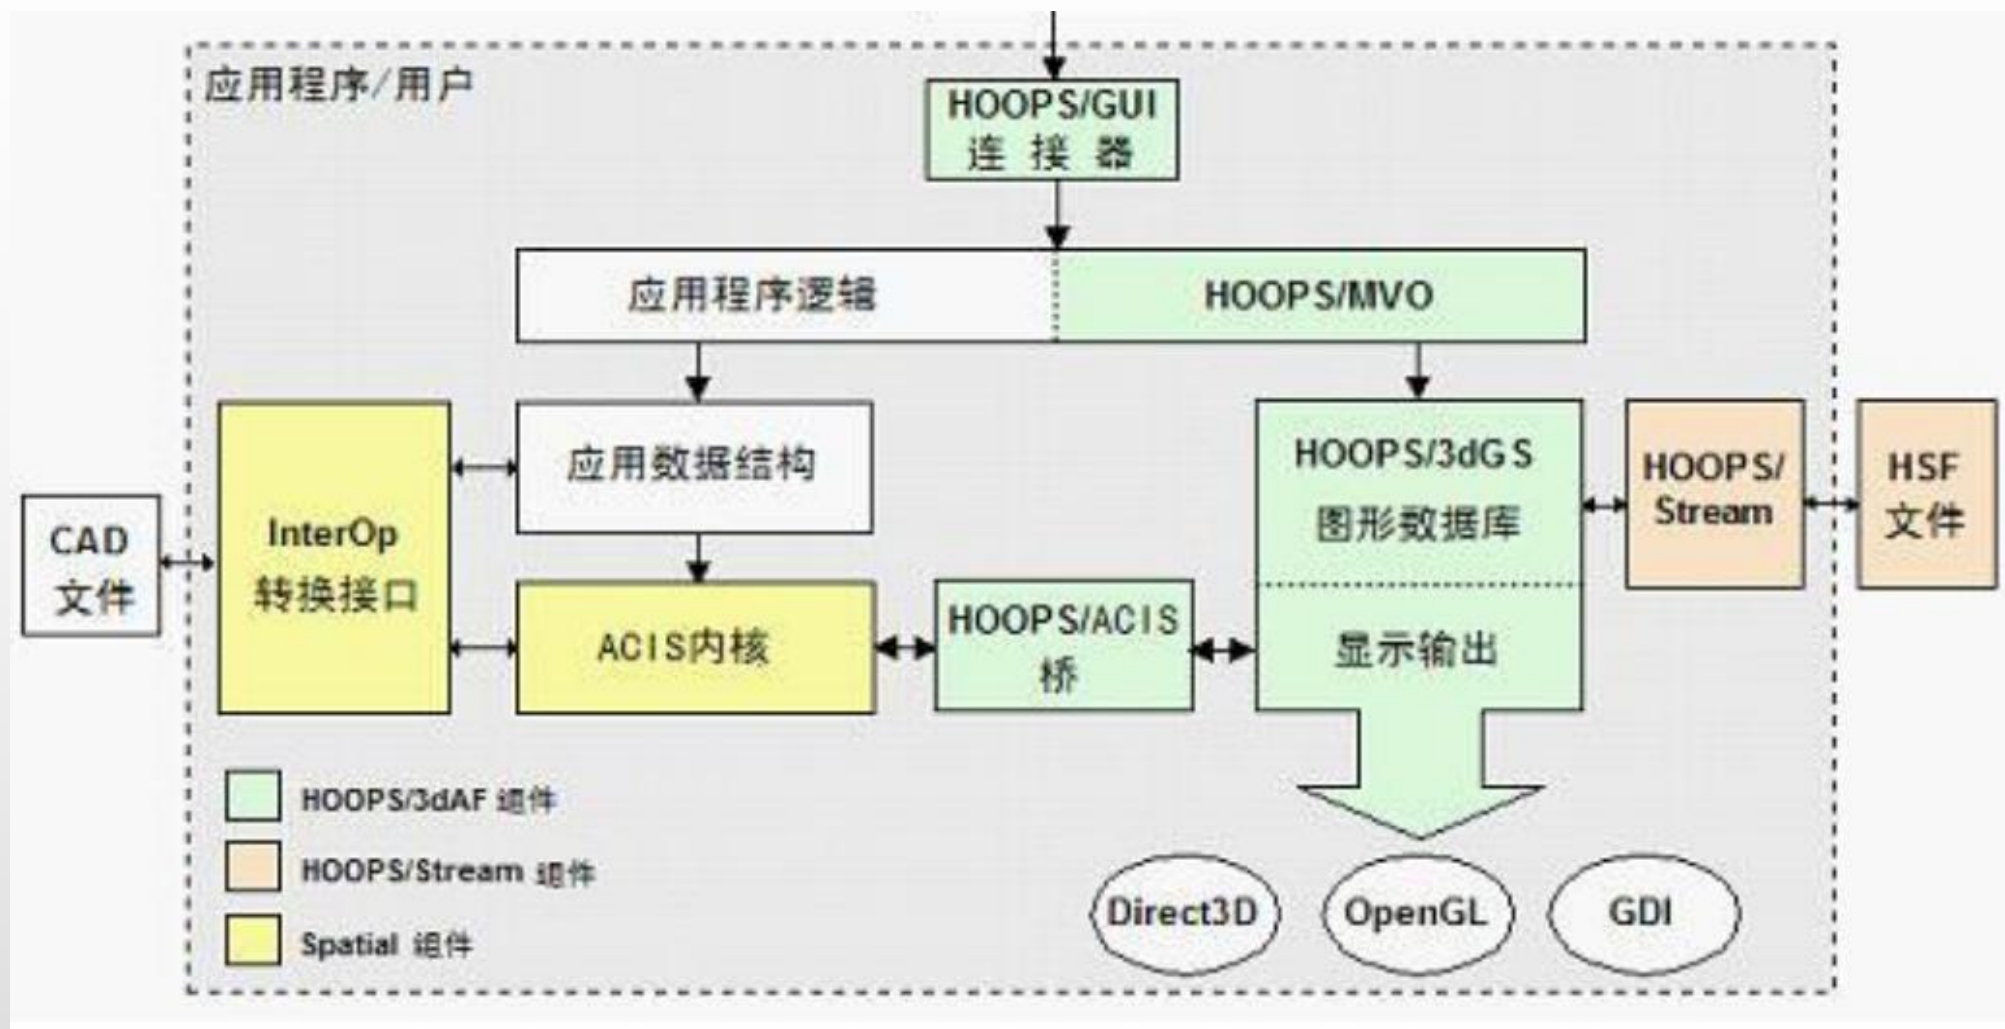 应用程序/用户
HOOPS/GUI
连 接 器
应用程序逻辑
HOOPS/MVO
CAD
文件
InterOp
转换接口
应用数据结构
ACIS内核
HOOPS/ACIS
桥
HOOPS/3dGS
图形数据库
显示输出
HOOPS/
Stream
HSF
文件
HOOPS/3dAF 组件
HOOPS/Stream 组件
Spatial 组件
Direct3D
OpenGL
GDI